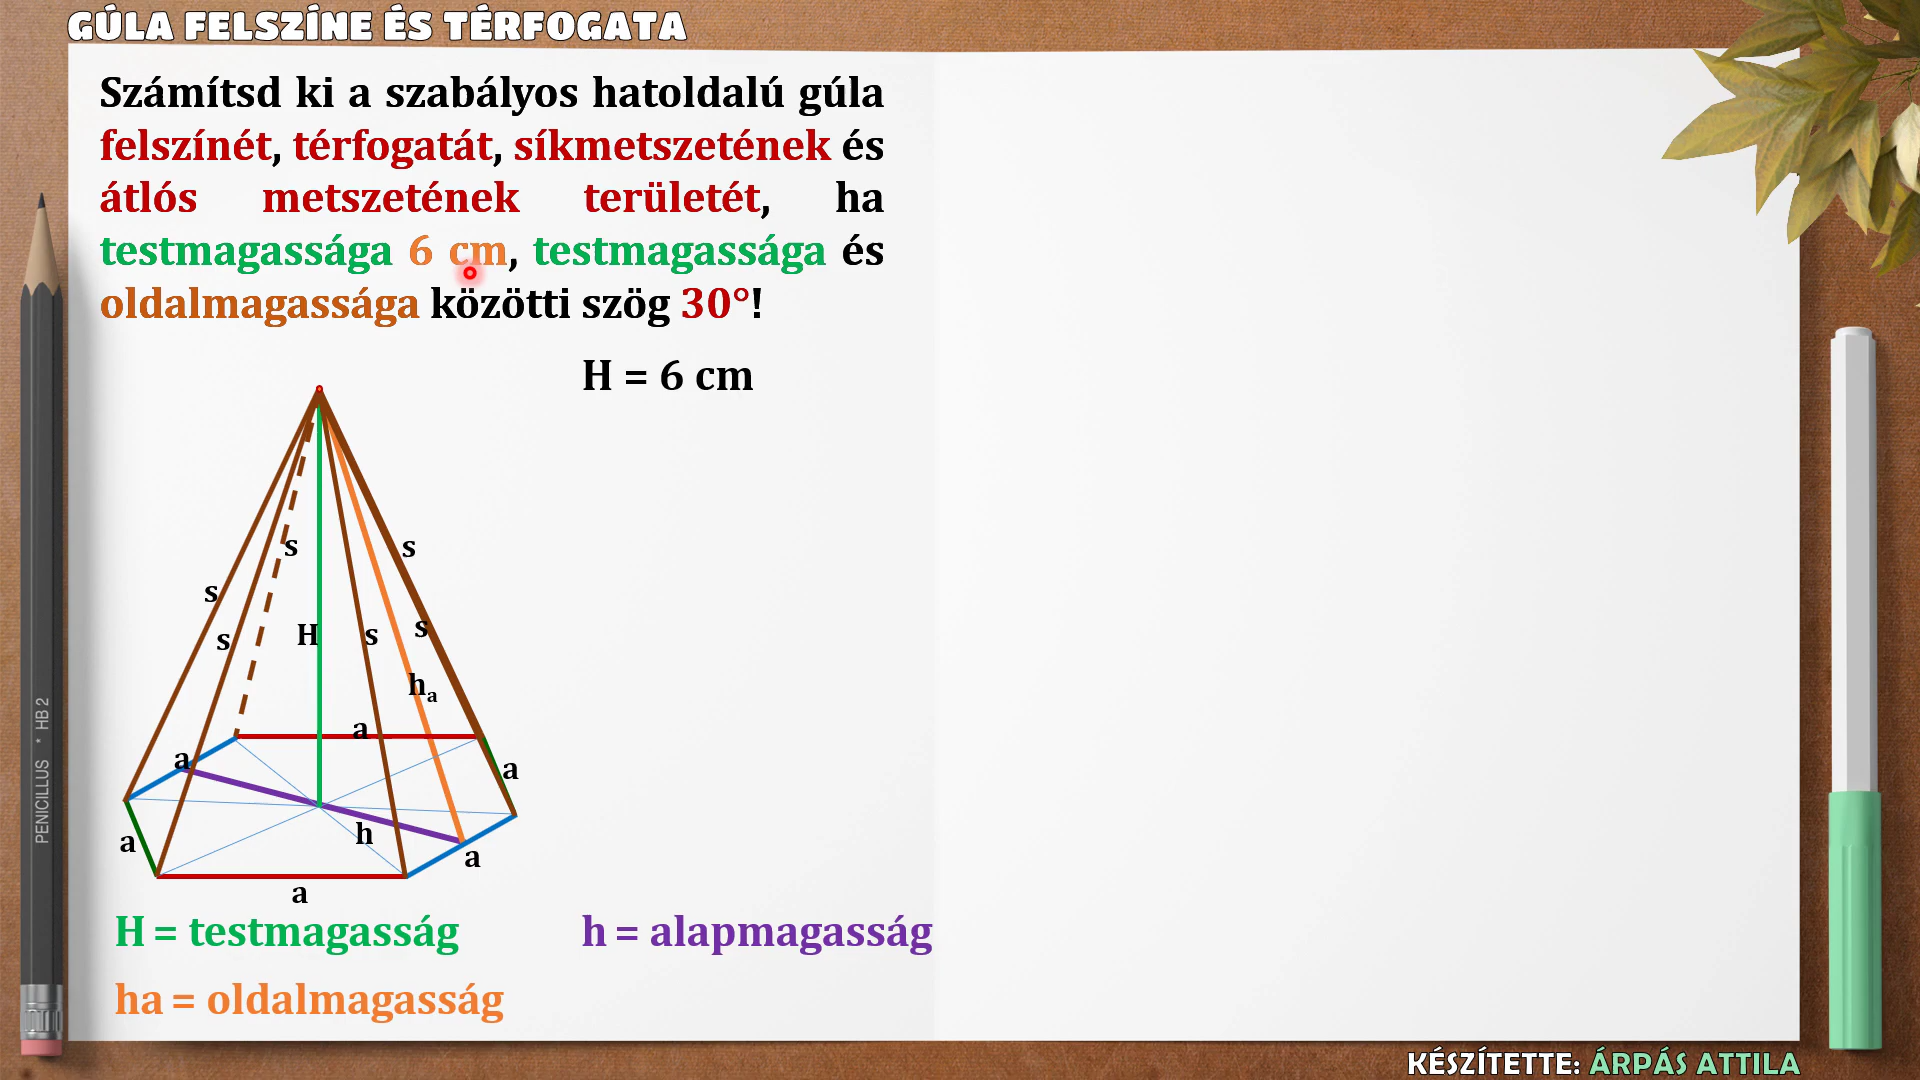 GÚLA FELSZÍNE ÉS TÉRFOGATA
Számítsd ki a szabályos hatoldalú gúla
felszínét, térfogatát, síkmetszetének és
átlós metszetének területét, ha
testmagassága 6 cm, testmagassága és
oldalmagassága közötti szög 30°!
H = 6 cm
s
s
s
s
H
s
s
ha
a
a
a
a
h
a
a
H = testmagasság
h = alapmagasság
ha = oldalmagasság
PENICILLUS * HB 2
KÉSZÍTETTE: ÁRPÁS ATTILA